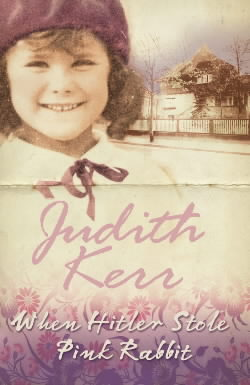 Judith
Kerr
When Hitler Stole
Pink Rabbit